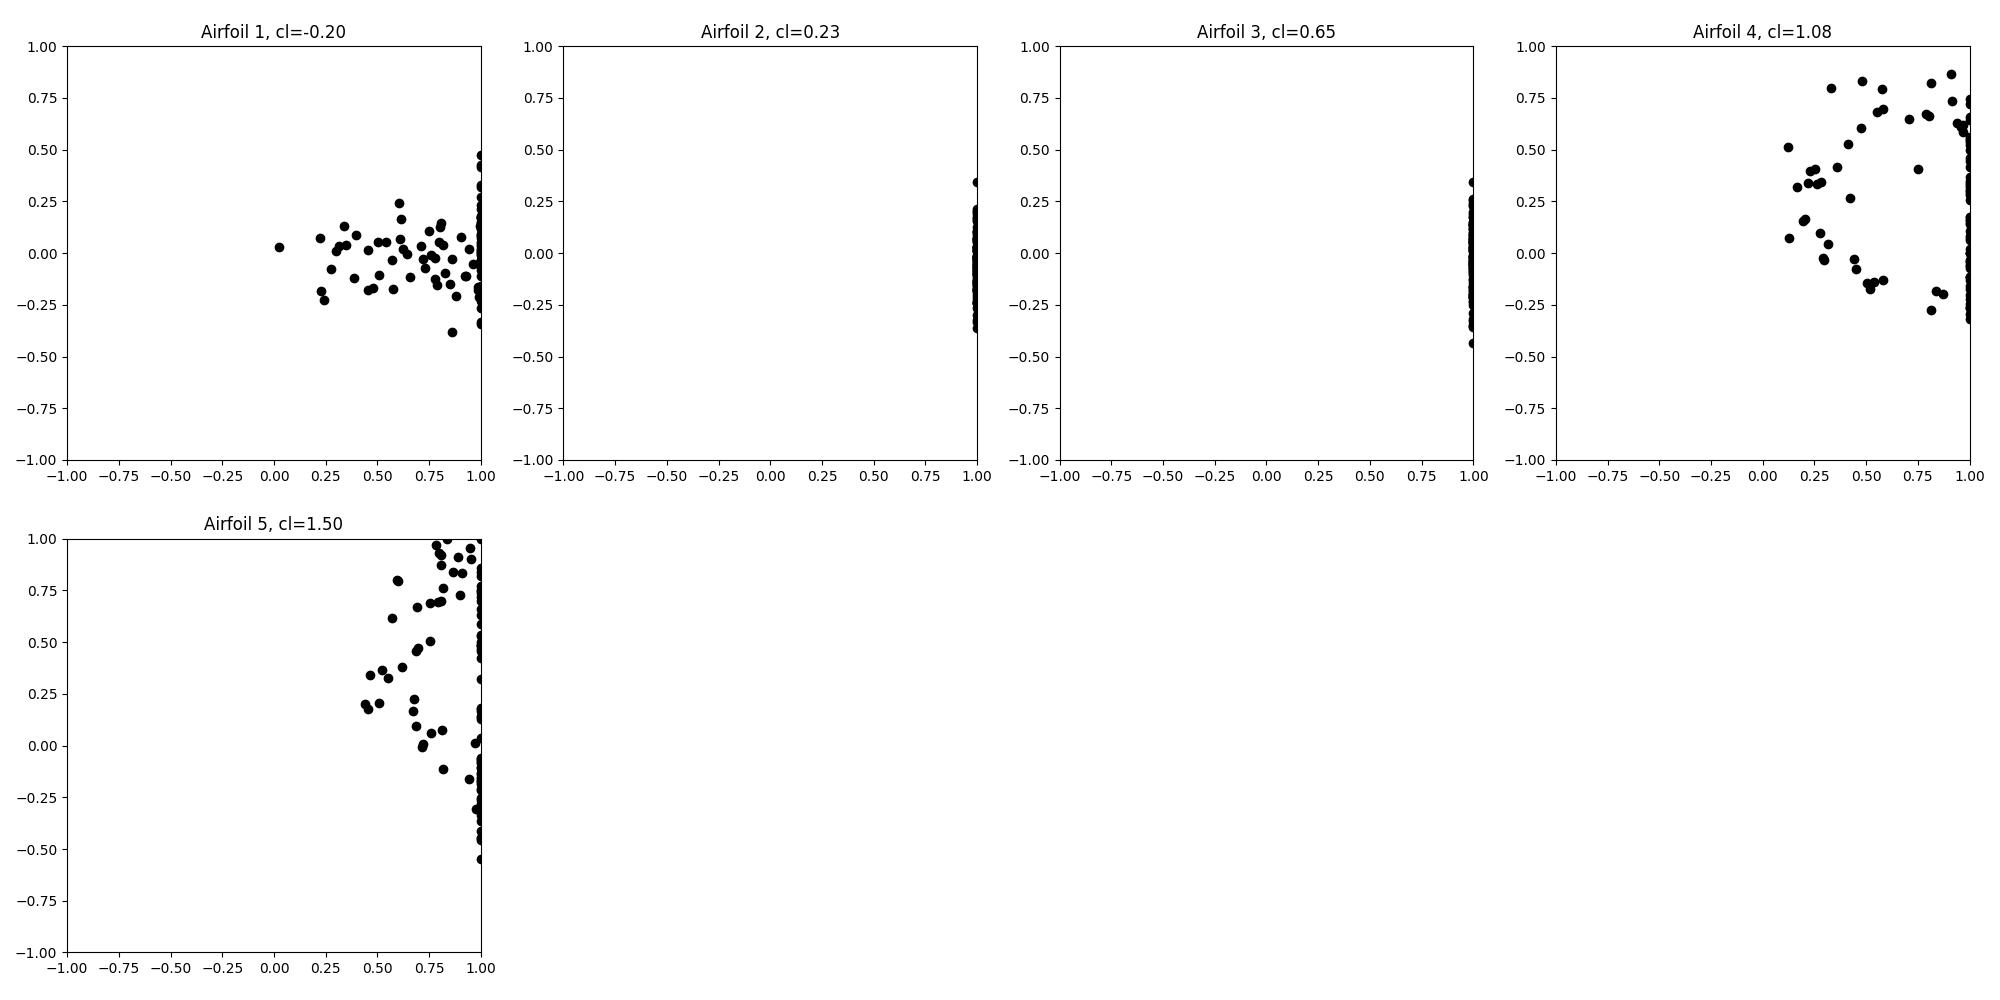 Airfoil 1, cl=-0.20
Airfoil 2, cl=0.23
Airfoil 3, cl=0.65
Airfoil 4, cl=1.08
1.00 1.00 1.00 1.00
0.75 0.75 0.75 0.75
0.50 0.50 0.50 0.50
0.25 0.25 0.25 0.25
0.00 0.00 0.00 0.00
−0.25 −0.25 −0.25 −0.25
−0.50 −0.50 −0.50 −0.50
−0.75 −0.75 −0.75 −0.75
−1.00 −1.00 −1.00 −1.00
−1.00 −0.75 −0.50 −0.25 0.00 0.25 0.50 0.75 1.00
−1.00 −0.75 −0.50 −0.25 0.00 0.25 0.50 0.75 1.00
−1.00 −0.75 −0.50 −0.25 0.00 0.25 0.50 0.75 1.00
−1.00 −0.75 −0.50 −0.25 0.00 0.25 0.50 0.75 1.00
Airfoil 5, cl=1.50
1.00
0.75
0.50
0.25
0.00
−0.25
−0.50
−0.75
−1.00
−1.00 −0.75 −0.50 −0.25 0.00 0.25 0.50 0.75 1.00